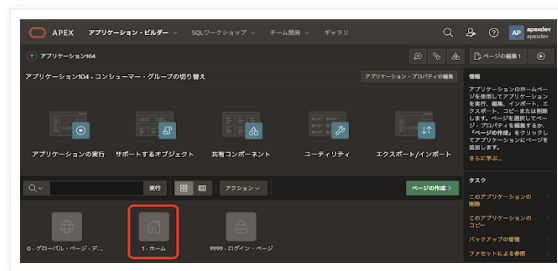 APEX アプリケーション・ビルダー SQLワークショップ チーム開発 ギャラリ AP apexdev apexdev
アプリケーション104 ページの編集1
アプリケーション104 - コンシューマー・グループの切り替え アプリケーション・プロパティの編集
アプリケーションの実行 サポートするオブジェクト 共有コンポーネント ユーティリティ エクスポート/インポート
実行 アクション ページの作成 >
0 - グローバル・ページ - デ... 1 - ホーム 9999 - ログイン・ページ
情報
アプリケーションのホームペー
ジを使用してアプリケーション
を実行、編集、インポート、エ
クスポート、コピーまたは削除
します。ページを選択してペー
ジ・プロパティを編集するか、
「ページの作成」をクリックし
てアプリケーションにページを
追加します。
さらに学ぶ...
タスク
このアプリケーションの
削除
このアプリケーションの
コピー
バックアップの管理
ファセットによる参照